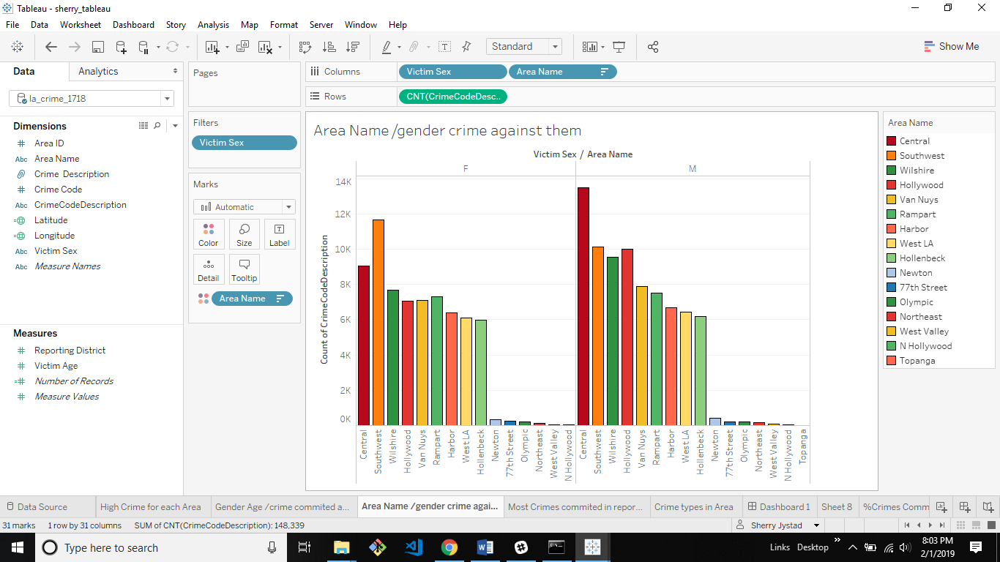 Tableau - sherry_tableau
File Data Worksheet Dashboard Story Analysis Map Format Server Window Help
Standard
Show Me
Data Analytics
la_crime_1718
Dimensions
Area ID
Abc Area Name
Crime Description
Crime Code
Abc CrimeCodeDescription
Latitude
Longitude
Abc Victim Sex
Abc Measure Names
Measures
Reporting District
Victim Age
Number of Records
Measure Values
Pages
Filters
Victim Sex
Marks
Automatic
Color Size Label
Detail Tooltip
Area Name
Columns Victim Sex Area Name
Rows CNT(CrimeCodeDesc..
Area Name /gender crime against them
Victim Sex / Area Name
F M
Count of CrimeCodeDescription
14K
12K
10K
8K
6K
4K
2K
0K
Central
Southwest
Wilshire
Hollywood
Van Nuys
Rampart
Harbor
West LA
Hollenbeck
Newton
77th Street
Olympic
Northeast
West Valley
N Hollywood
Central
Southwest
Wilshire
Hollywood
Van Nuys
Rampart
Harbor
West LA
Hollenbeck
Newton
77th Street
Olympic
Northeast
West Valley
N Hollywood
Topanga
Area Name
Central
Southwest
Wilshire
Hollywood
Van Nuys
Rampart
Harbor
West LA
Hollenbeck
Newton
77th Street
Olympic
Northeast
West Valley
N Hollywood
Topanga
Data Source High Crime for each Area Gender Age /crime commited a... Area Name /gender crime agai... Most Crimes commited in repor... Crime types in Area Dashboard 1 Sheet 8 %Crimes Comm
31 marks 1 row by 31 columns SUM of CNT(CrimeCodeDescription): 148,339 Sherry Jystad
Type here to search
Links Desktop
8:03 PM
2/1/2019